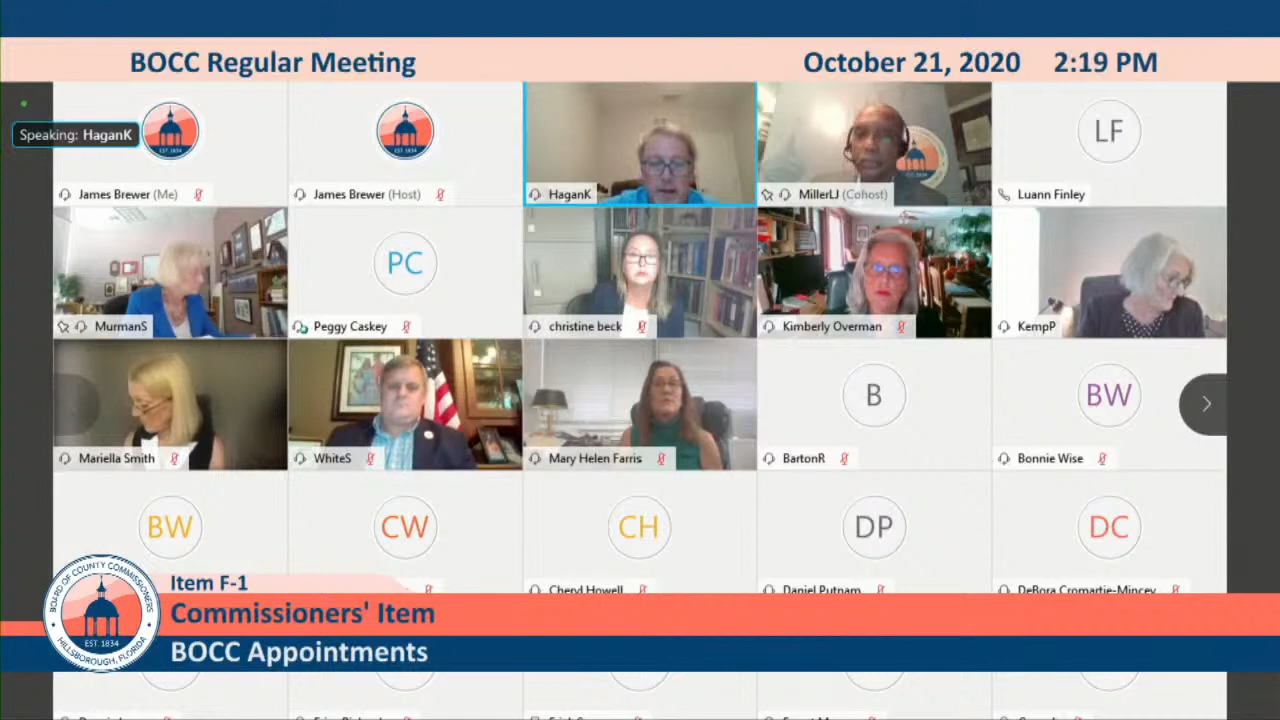 BOCC Regular Meeting
October 21, 2020 2:19 PM
Speaking: HaganK
James Brewer (Me)
James Brewer (Host)
HaganK
MillerLJ (Cohost)
LF
Luann Finley
MurmanS
PC
Peggy Caskey
christine beck
Kimberly Overman
KempP
Mariella Smith
WhiteS
Mary Helen Farris
B
BartonR
BW
Bonnie Wise
BW
CW
CH
Cheryl Howell
DP
Daniel Putnam
DC
DeBora Cromartie-Mincey
Item F-1
Commissioners' Item
BOCC Appointments
BOARD OF COUNTY COMMISSIONERS
EST. 1834
HILLSBOROUGH, FLORIDA